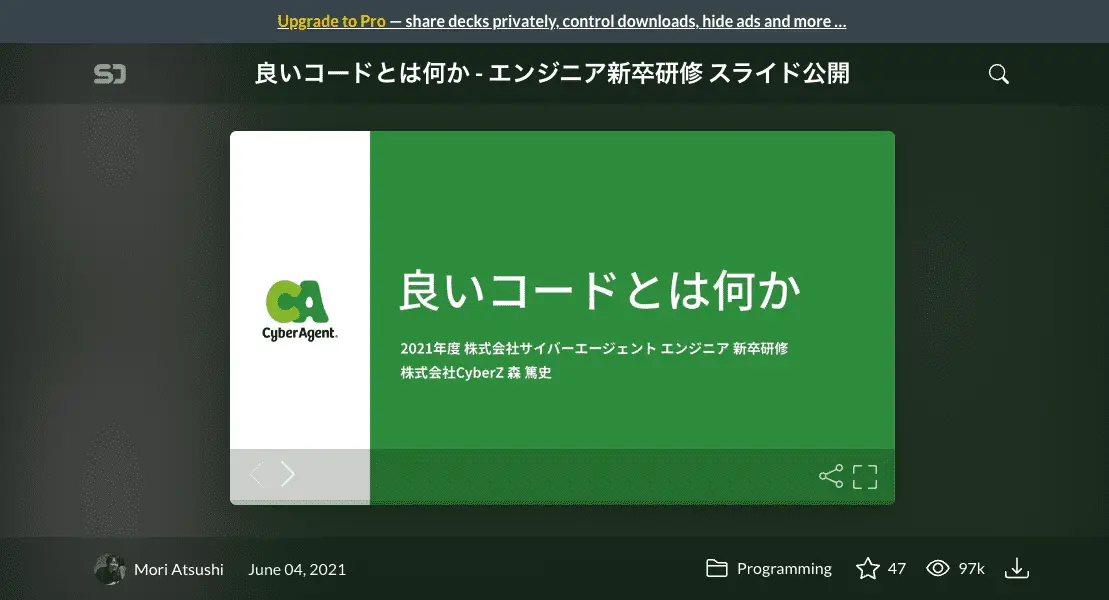 Upgrade to Pro — share decks privately, control downloads, hide ads and more …
SD
良いコードとは何か - エンジニア新卒研修 スライド公開
良いコードとは何か
CA
CyberAgent.
2021年度 株式会社サイバーエージェント エンジニア 新卒研修
株式会社CyberZ 森 篤史
Mori Atsushi
June 04, 2021
Programming
47
97k